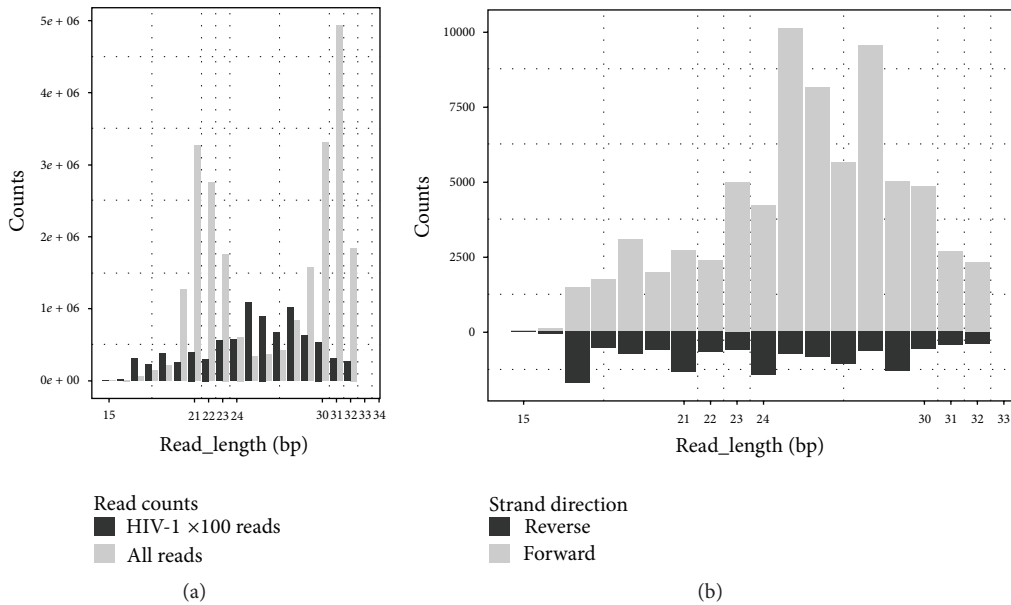 5e + 06
4e + 06
3e + 06
2e + 06
1e + 06
0e + 00
Counts
15 21 22 23 24 30 31 32 33 34
Read_length (bp)
Read counts
HIV-1 ×100 reads
All reads
(a)
10000
7500
5000
2500
0
Counts
15 21 22 23 24 30 31 32 33
Read_length (bp)
Strand direction
Reverse
Forward
(b)